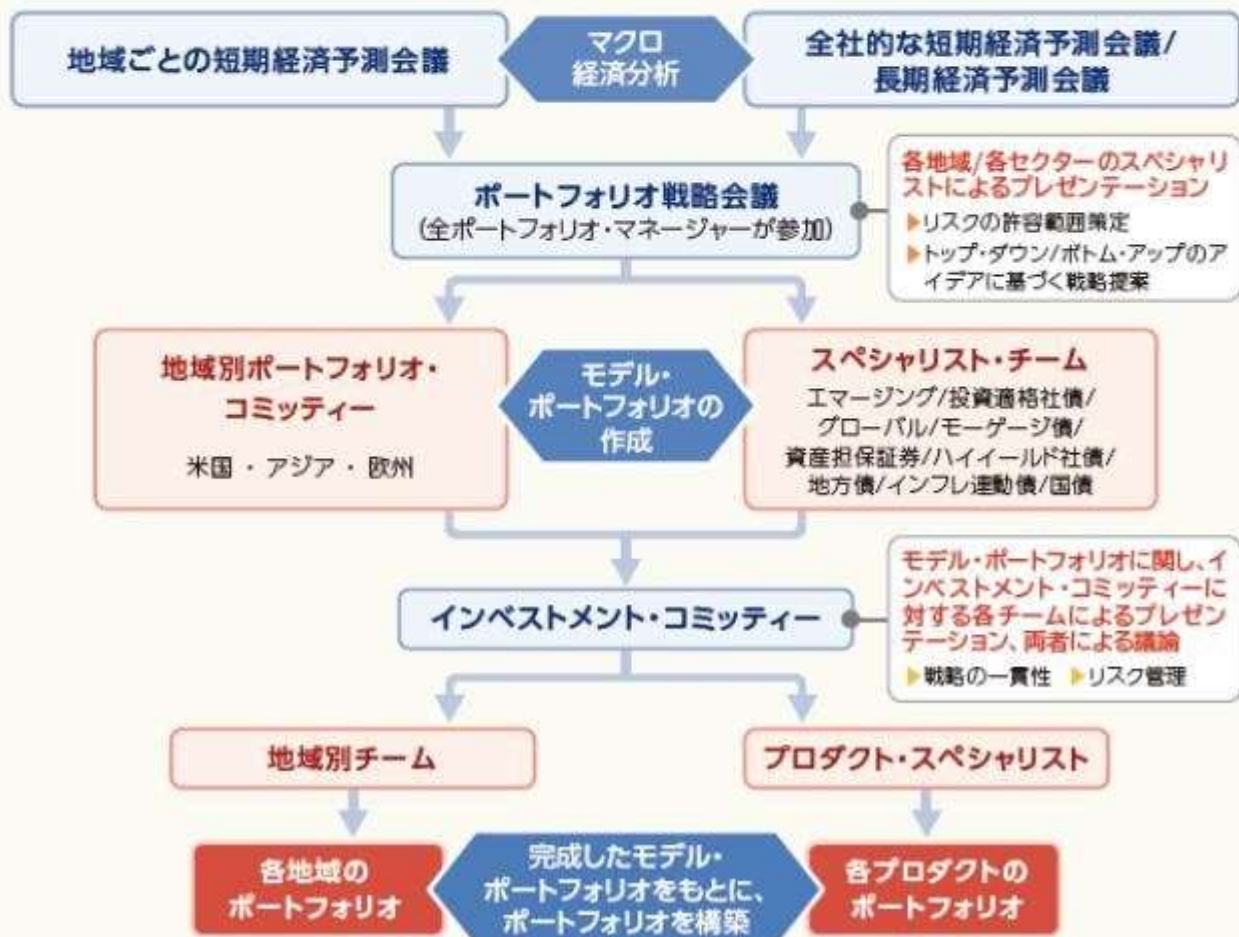 地域ごとの短期経済予測会議
マクロ
経済分析
全社的な短期経済予測会議/
長期経済予測会議
ポートフォリオ戦略会議
(全ポートフォリオ・マネージャーが参加)
各地域/各セクターのスペシャリ
ストによるプレゼンテーション
▶リスクの許容範囲策定
▶トップ・ダウン/ボトム・アップのア
イデアに基づく戦略提案
地域別ポートフォリオ・
コミッティー
米国 ・ アジア ・ 欧州
モデル・
ポートフォリオの
作成
スペシャリスト・チーム
エマージング/投資適格社債/
グローバル/モーゲージ債/
資産担保証券/ハイイールド社債/
地方債/インフレ連動債/国債
インベストメント・コミッティー
モデル・ポートフォリオに関し、イ
ンベストメント・コミッティーに
対する各チームによるプレゼン
テーション、両者による議論
▶戦略の一貫性 ▶リスク管理
地域別チーム
プロダクト・スペシャリスト
各地域の
ポートフォリオ
完成したモデル・
ポートフォリオをもとに、
ポートフォリオを構築
各プロダクトの
ポートフォリオ